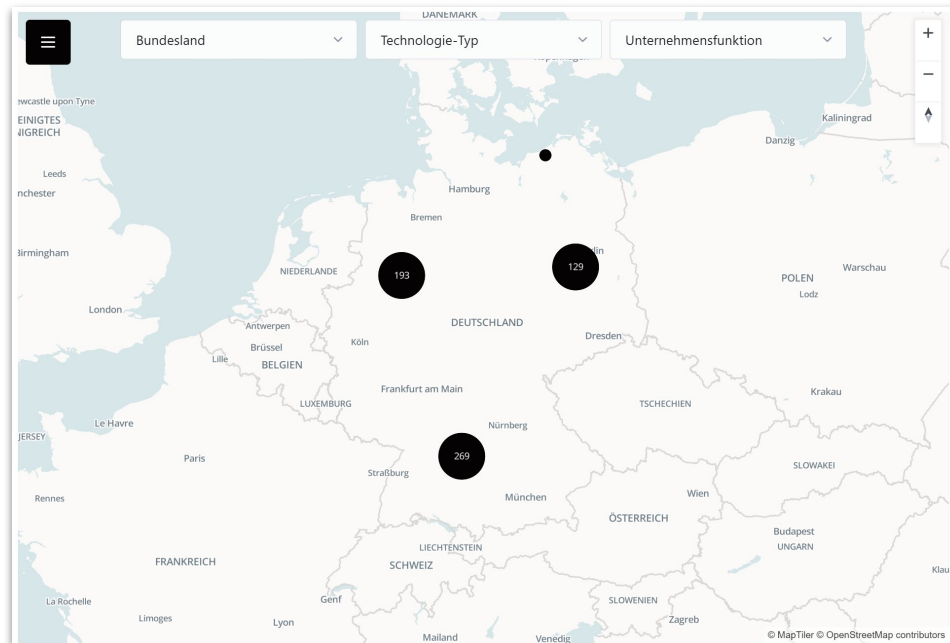 DÄNEMARK
Bundesland
Technologie-Typ
Unternehmensfunktion
ewcastle upon Tyne
EINIGTES
NIGREICH
Kaliningrad
Danzig
Leeds
nchester
Hamburg
Bremen
Birmingham
lin
193
129
NIEDERLANDE
POLEN
Warschau
Lodz
London
DEUTSCHLAND
Antwerpen
Dresden
Köln
Brüssel
Lille
BELGIEN
Frankfurt am Main
Krakau
LUXEMBURG
TSCHECHIEN
Le Havre
Nürnberg
JERSEY
Paris
269
SLOWAKEI
Straßburg
Rennes
München
Wien
ÖSTERREICH
Budapest
UNGARN
LIECHTENSTEIN
FRANKREICH
SCHWEIZ
Klau
La Rochelle
Genf
SLOWENIEN
Limoges
Lyon
Zagreb
Mailand
Venedig
© MapTiler © OpenStreetMap contributors